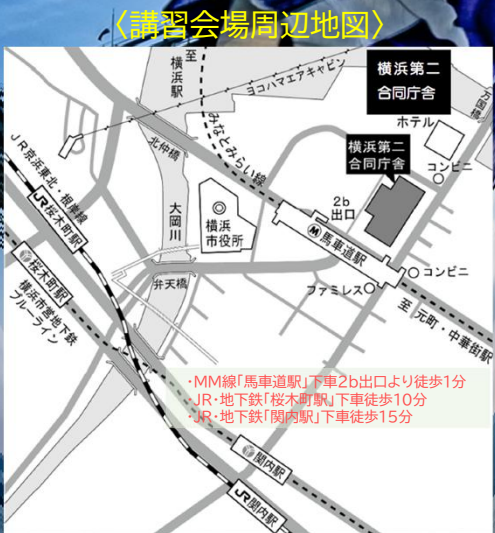 〈講習会場周辺地図〉
至
横浜駅
ヨコハマエアキャビン
横浜第二
合同庁舎
万国橋
ホテル
みなとみらい線
北仲橋
横浜第二
合同庁舎
コンビニ
JR京浜東北・根岸線
JR桜木町駅
大岡川
◎
横浜
市役所
2b
出口
馬車道駅
コンビニ
ファミレス
至 元町・中華街駅
桜木町駅
横浜市営地下鉄
ブルーライン
弁天橋
・MM線「馬車道駅」下車2b出口より徒歩1分
・JR・地下鉄「桜木町駅」下車徒歩10分
・JR・地下鉄「関内駅」下車徒歩15分
関内駅
JR関内駅